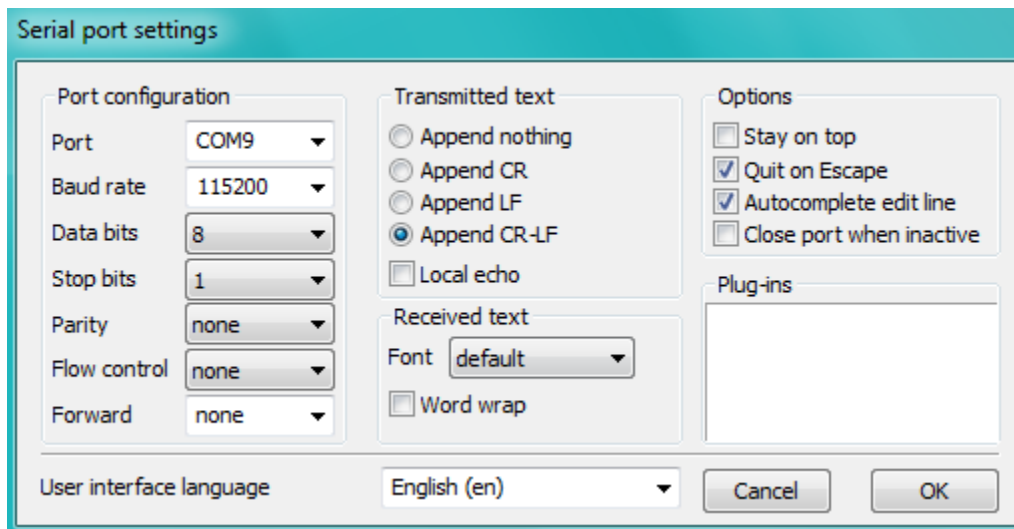 Serial port settings
Port configuration
Port COM9
Baud rate 115200
Data bits 8
Stop bits 1
Parity none
Flow control none
Forward none
Transmitted text
Append nothing
Append CR
Append LF
Append CR-LF
Local echo
Received text
Font default
Word wrap
Options
Stay on top
Quit on Escape
Autocomplete edit line
Close port when inactive
Plug-ins
User interface language English (en)
Cancel OK